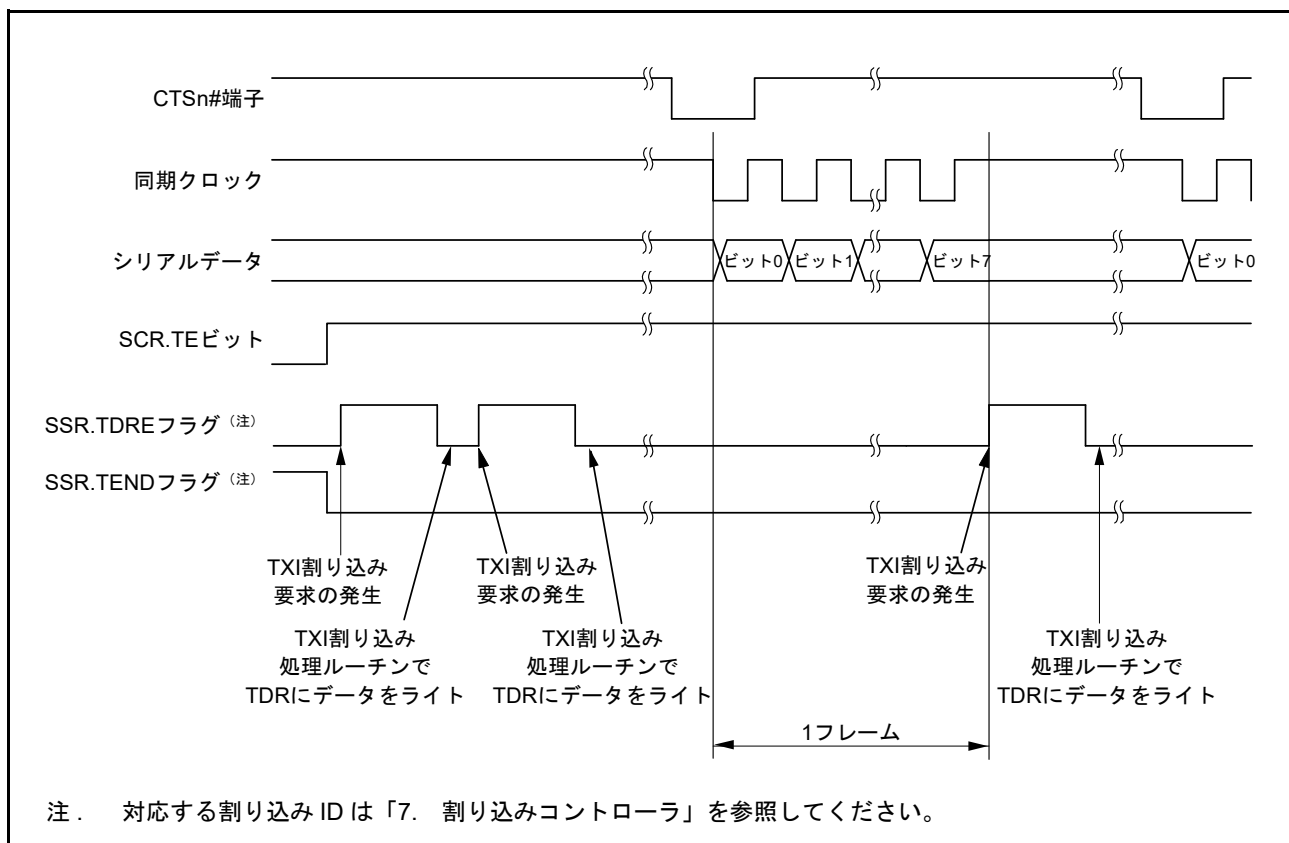 CTSn#端子
同期クロック
シリアルデータ
ビット0
ビット1
ビット7
ビット0
SCR.TEビット
SSR.TDREフラグ（注）
SSR.TENDフラグ（注）
TXI割り込み
要求の発生
TXI割り込み
要求の発生
TXI割り込み
要求の発生
TXI割り込み
処理ルーチンで
TDRにデータをライト
TXI割り込み
処理ルーチンで
TDRにデータをライト
TXI割り込み
処理ルーチンで
TDRにデータをライト
1フレーム
注． 対応する割り込み ID は「7. 割り込みコントローラ」を参照してください。